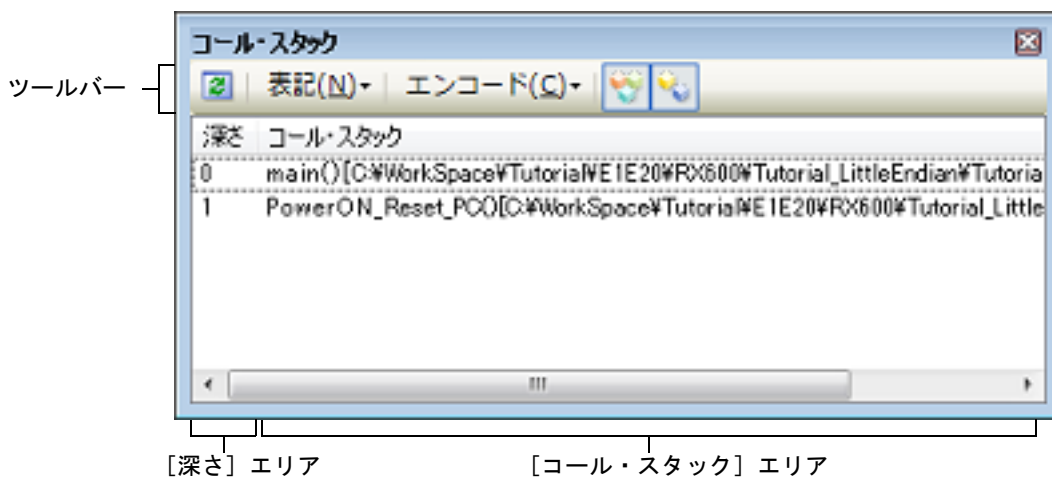 コール・スタック
ツールバー
表記(N) エンコード(C)
深さ コール・スタック
0 main()[C:¥WorkSpace¥Tutorial¥E1E20¥RX600¥Tutorial_LittleEndian¥Tutoria
1 PowerON_Reset_PC()[C:¥WorkSpace¥Tutorial¥E1E20¥RX600¥Tutorial_Little
[深さ] エリア [コール・スタック] エリア